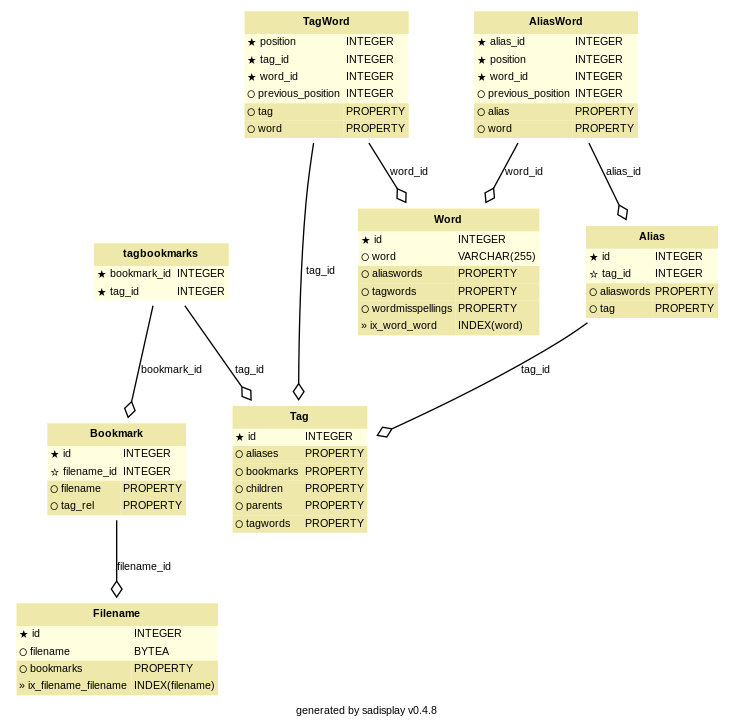 TagWord
★ position INTEGER
★ tag_id INTEGER
★ word_id INTEGER
○ previous_position INTEGER
○ tag PROPERTY
○ word PROPERTY
AliasWord
★ alias_id INTEGER
★ position INTEGER
★ word_id INTEGER
○ previous_position INTEGER
○ alias PROPERTY
○ word PROPERTY
word_id
word_id
alias_id
Word
★ id INTEGER
○ word VARCHAR(255)
○ aliaswords PROPERTY
○ tagwords PROPERTY
○ wordmisspellings PROPERTY
» ix_word_word INDEX(word)
Alias
★ id INTEGER
☆ tag_id INTEGER
○ aliaswords PROPERTY
○ tag PROPERTY
tagbookmarks
★ bookmark_id INTEGER
★ tag_id INTEGER
tag_id
bookmark_id
tag_id
tag_id
Bookmark
★ id INTEGER
☆ filename_id INTEGER
○ filename PROPERTY
○ tag_rel PROPERTY
Tag
★ id INTEGER
○ aliases PROPERTY
○ bookmarks PROPERTY
○ children PROPERTY
○ parents PROPERTY
○ tagwords PROPERTY
filename_id
Filename
★ id INTEGER
○ filename BYTEA
○ bookmarks PROPERTY
» ix_filename_filename INDEX(filename)
generated by sadisplay v0.4.8